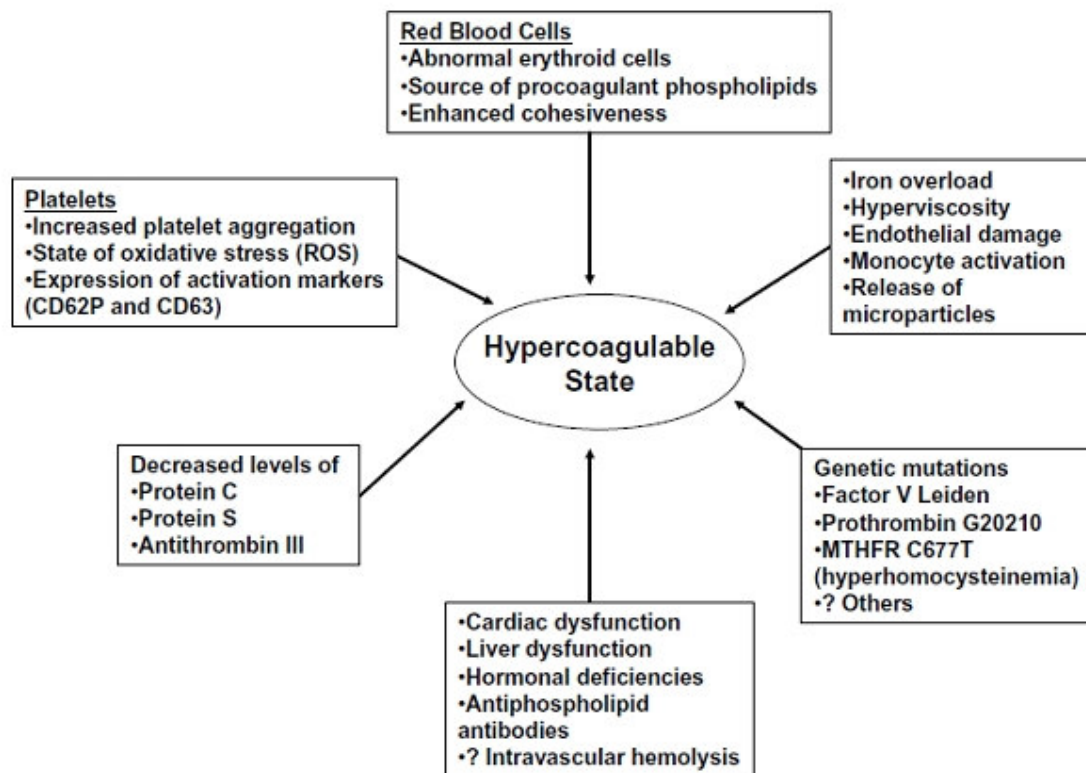 Red Blood Cells
•Abnormal erythroid cells
•Source of procoagulant phospholipids
•Enhanced cohesiveness
Platelets
•Increased platelet aggregation
•State of oxidative stress (ROS)
•Expression of activation markers
(CD62P and CD63)
•Iron overload
•Hyperviscosity
•Endothelial damage
•Monocyte activation
•Release of
microparticles
Hypercoagulable
State
Decreased levels of
•Protein C
•Protein S
•Antithrombin III
Genetic mutations
•Factor V Leiden
•Prothrombin G20210
•MTHFR C677T
(hyperhomocysteinemia)
•? Others
•Cardiac dysfunction
•Liver dysfunction
•Hormonal deficiencies
•Antiphospholipid
antibodies
•? Intravascular hemolysis